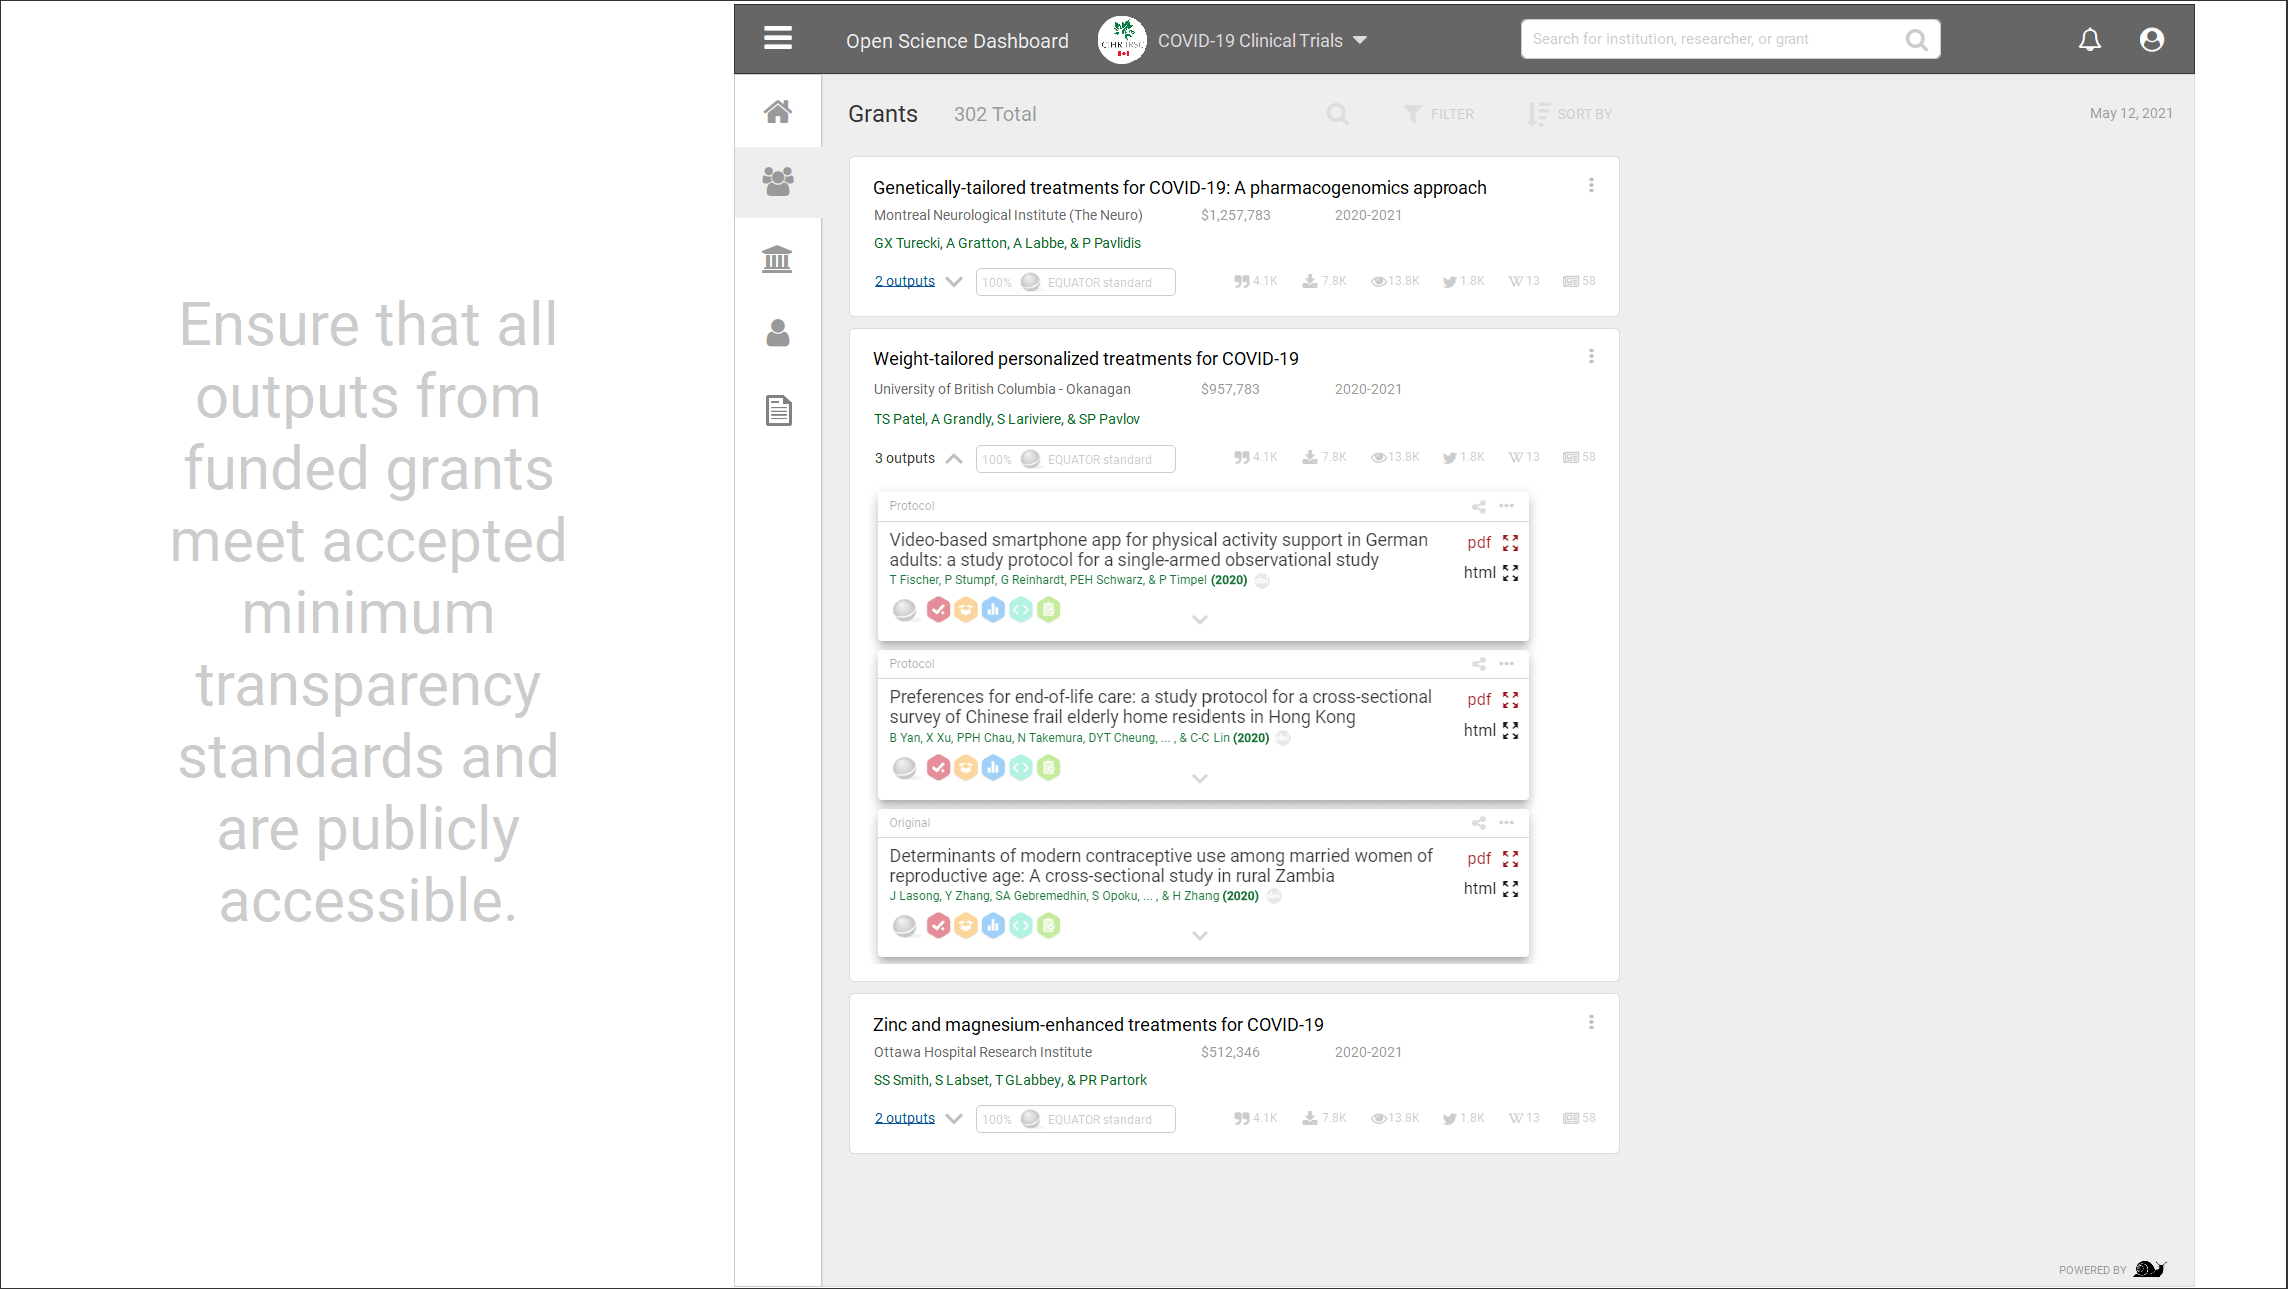 Ensure that all
outputs from
funded grants
meet accepted
minimum
transparency
standards and
are publicly
accessible.
Open Science Dashboard
CIHR IRSC
COVID-19 Clinical Trials
Search for institution, researcher, or grant
Grants 302 Total
FILTER
SORT BY
May 12, 2021
Genetically-tailored treatments for COVID-19: A pharmacogenomics approach
Montreal Neurological Institute (The Neuro) $1,257,783 2020-2021
GX Turecki, A Gratton, A Labbe, & P Pavlidis
2 outputs 100% EQUATOR standard 4.1K 7.8K 13.8K 1.8K W 13 58
Weight-tailored personalized treatments for COVID-19
University of British Columbia - Okanagan $957,783 2020-2021
TS Patel, A Grandly, S Lariviere, & SP Pavlov
3 outputs 100% EQUATOR standard 4.1K 7.8K 13.8K 1.8K W 13 58
Protocol
Video-based smartphone app for physical activity support in German
adults: a study protocol for a single-armed observational study
T Fischer, P Stumpf, G Reinhardt, PEH Schwarz, & P Timpel (2020) doi
pdf
html
Protocol
Preferences for end-of-life care: a study protocol for a cross-sectional
survey of Chinese frail elderly home residents in Hong Kong
B Yan, X Xu, PPH Chau, N Takemura, DYT Cheung, ... , & C-C Lin (2020) doi
pdf
html
Original
Determinants of modern contraceptive use among married women of
reproductive age: A cross-sectional study in rural Zambia
J Lasong, Y Zhang, SA Gebremedhin, S Opoku, ... , & H Zhang (2020) doi
pdf
html
Zinc and magnesium-enhanced treatments for COVID-19
Ottawa Hospital Research Institute $512,346 2020-2021
SS Smith, S Labset, T GLabbey, & PR Partork
2 outputs 100% EQUATOR standard 4.1K 7.8K 13.8K 1.8K W 13 58
POWERED BY